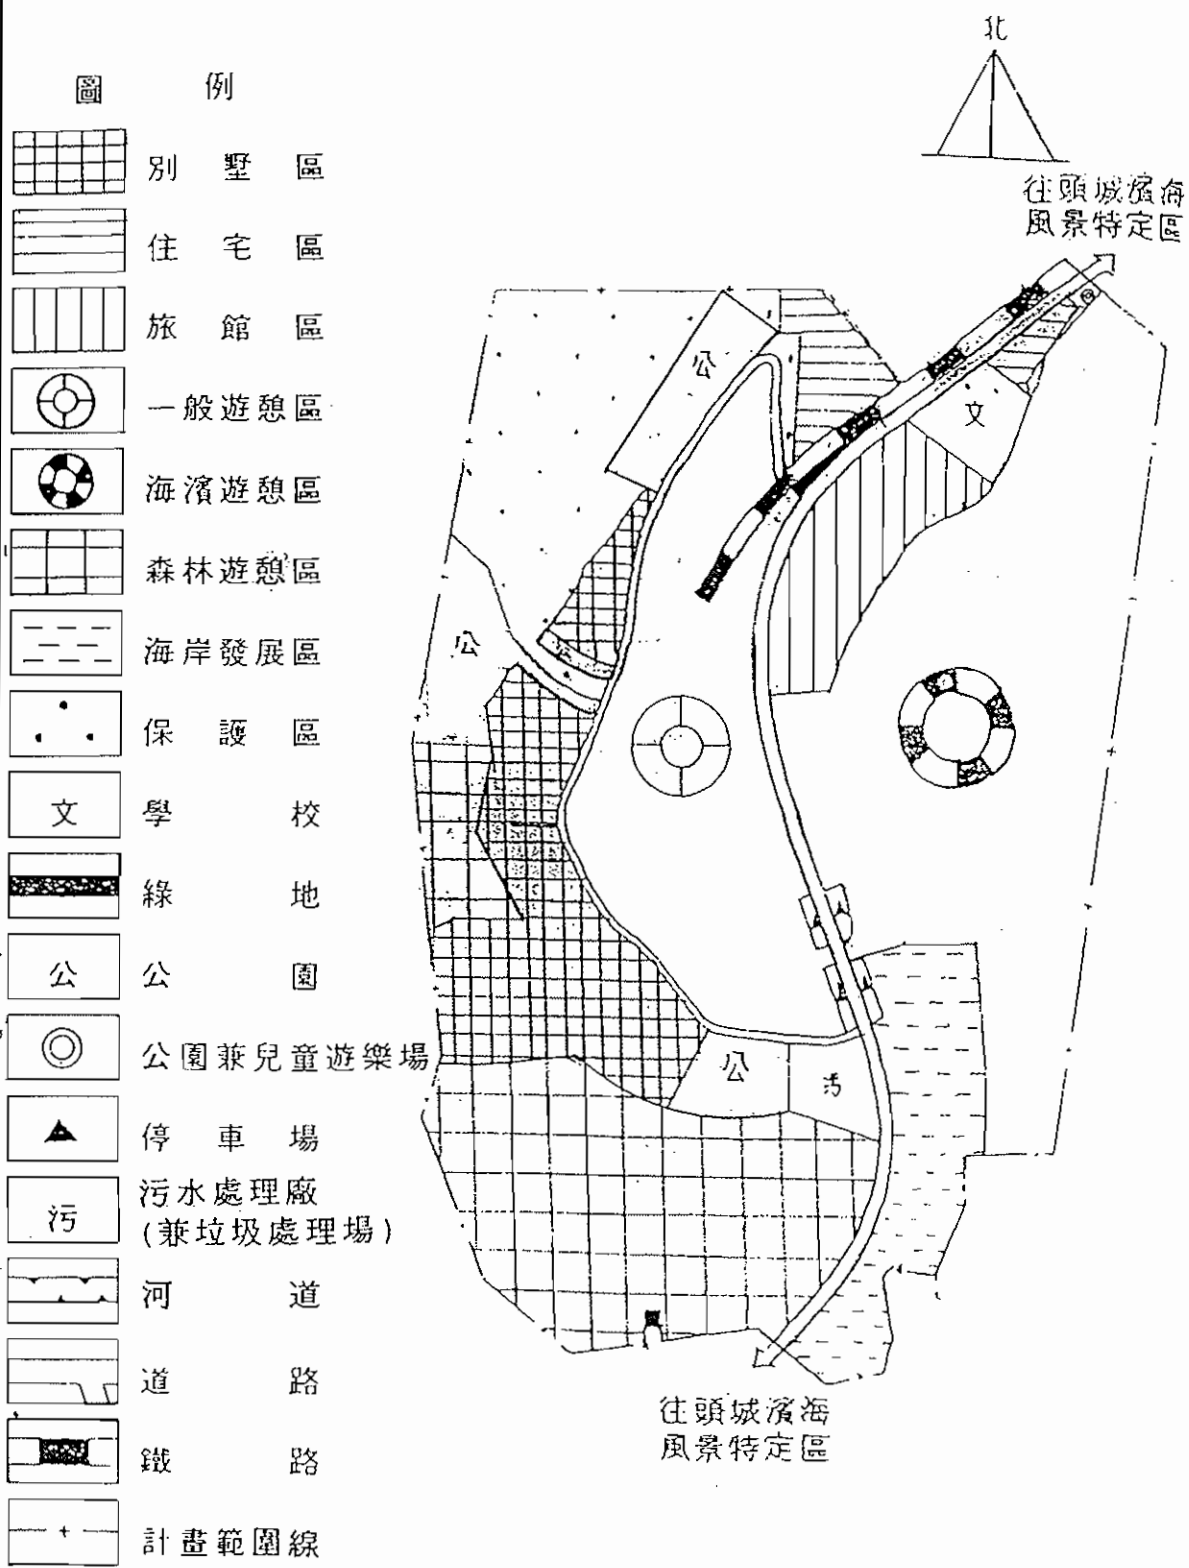 圖例
別墅區
住宅區
旅館區
一般遊憩區
海濱遊憩區
森林遊憩區
海岸發展區
保護區
文 學校
綠地
公 公園
公園兼兒童遊樂場
停車場
污 污水處理廠
(兼垃圾處理場)
河道
道路
鐵路
計畫範圍線
北
往頭城濱海
風景特定區
公
文
公
公
污
往頭城濱海
風景特定區